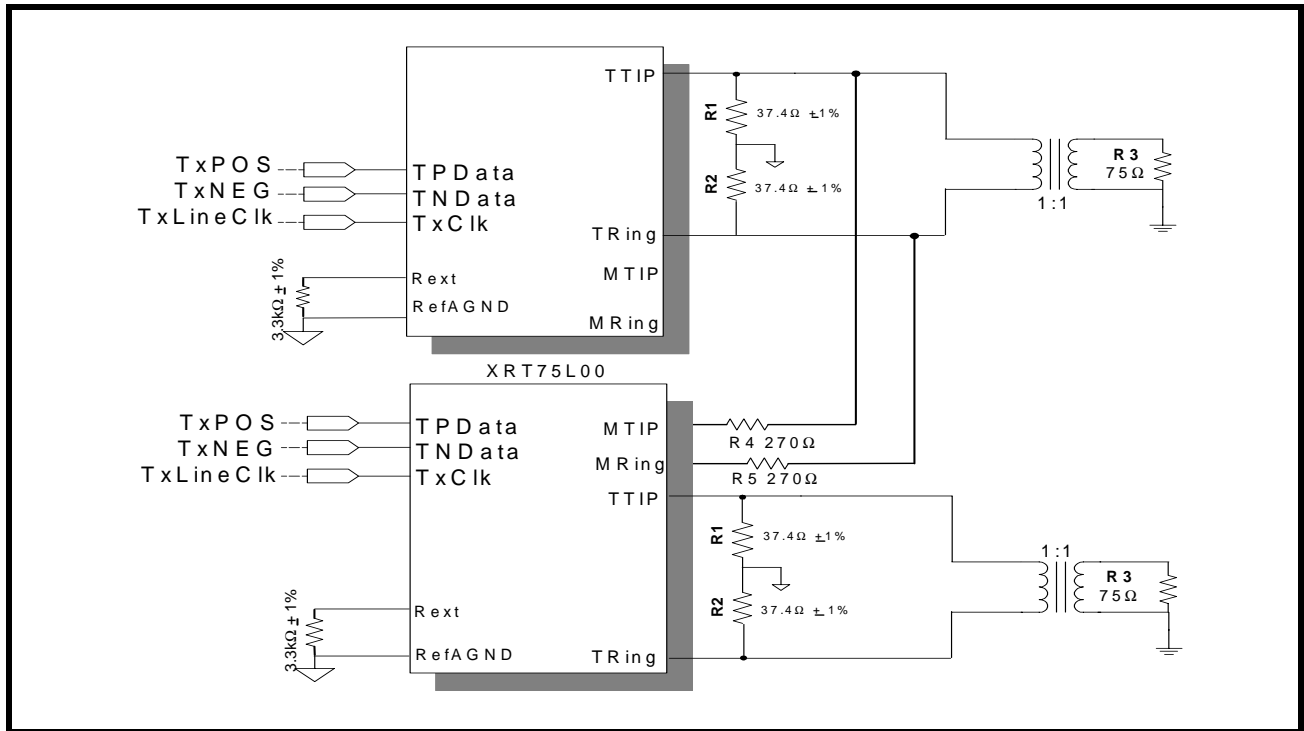 TTIP
R1
37.4Ω ±1%
TxPOS
TPData
R2
37.4Ω ±1%
R3
75Ω
1:1
TxNEG
TNData
TxLineClk
TxClk
TRing
MTIP
3.3kΩ ±1%
Rext
RefAGND
MRing
XRT75L00
TxPOS
TPData
MTIP
R4 270Ω
TxNEG
TNData
MRing
R5 270Ω
TxLineClk
TxClk
TTIP
R1
37.4Ω ±1%
1:1
R3
75Ω
R2
37.4Ω ±1%
3.3kΩ ±1%
Rext
RefAGND
TRing